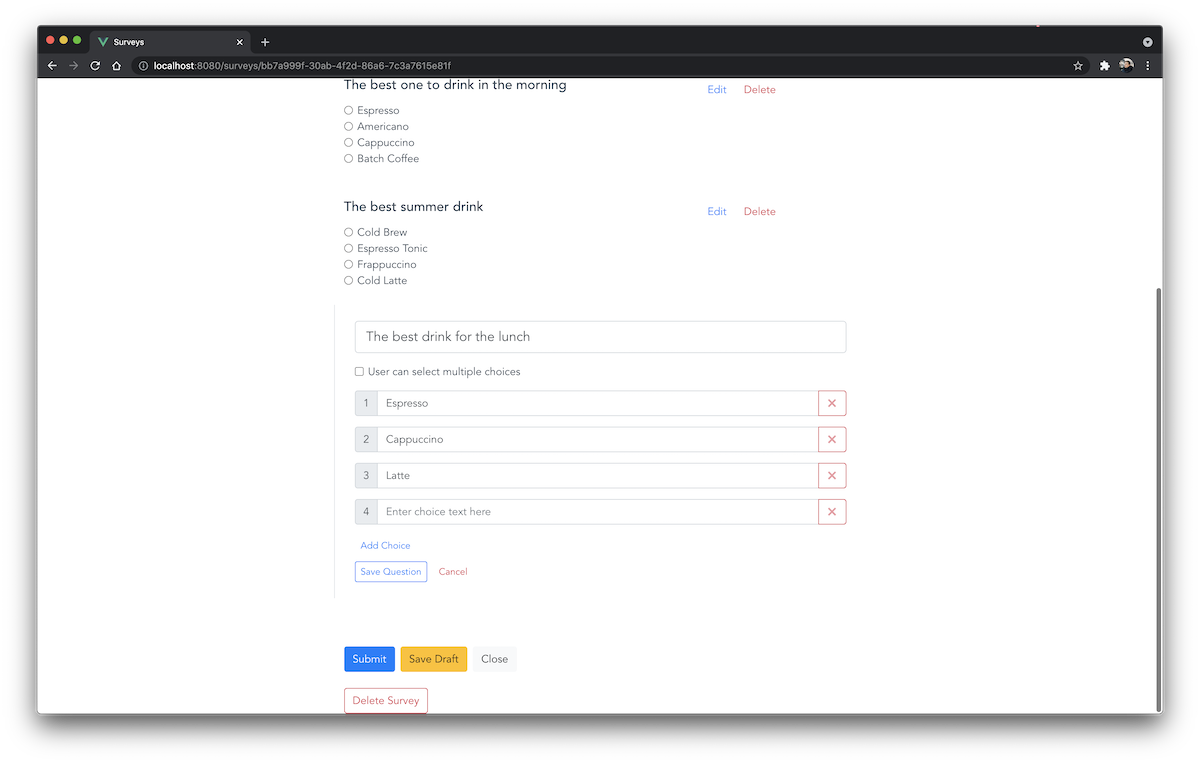 Surveys
localhost:8080/surveys/bb7a999f-30ab-4f2d-86a6-7c3a7615e81f
The best one to drink in the morning Edit Delete
Espresso
Americano
Cappuccino
Batch Coffee
The best summer drink Edit Delete
Cold Brew
Espresso Tonic
Frappuccino
Cold Latte
The best drink for the lunch
User can select multiple choices
1 Espresso
2 Cappuccino
3 Latte
4 Enter choice text here
Add Choice
Save Question Cancel
Submit Save Draft Close
Delete Survey